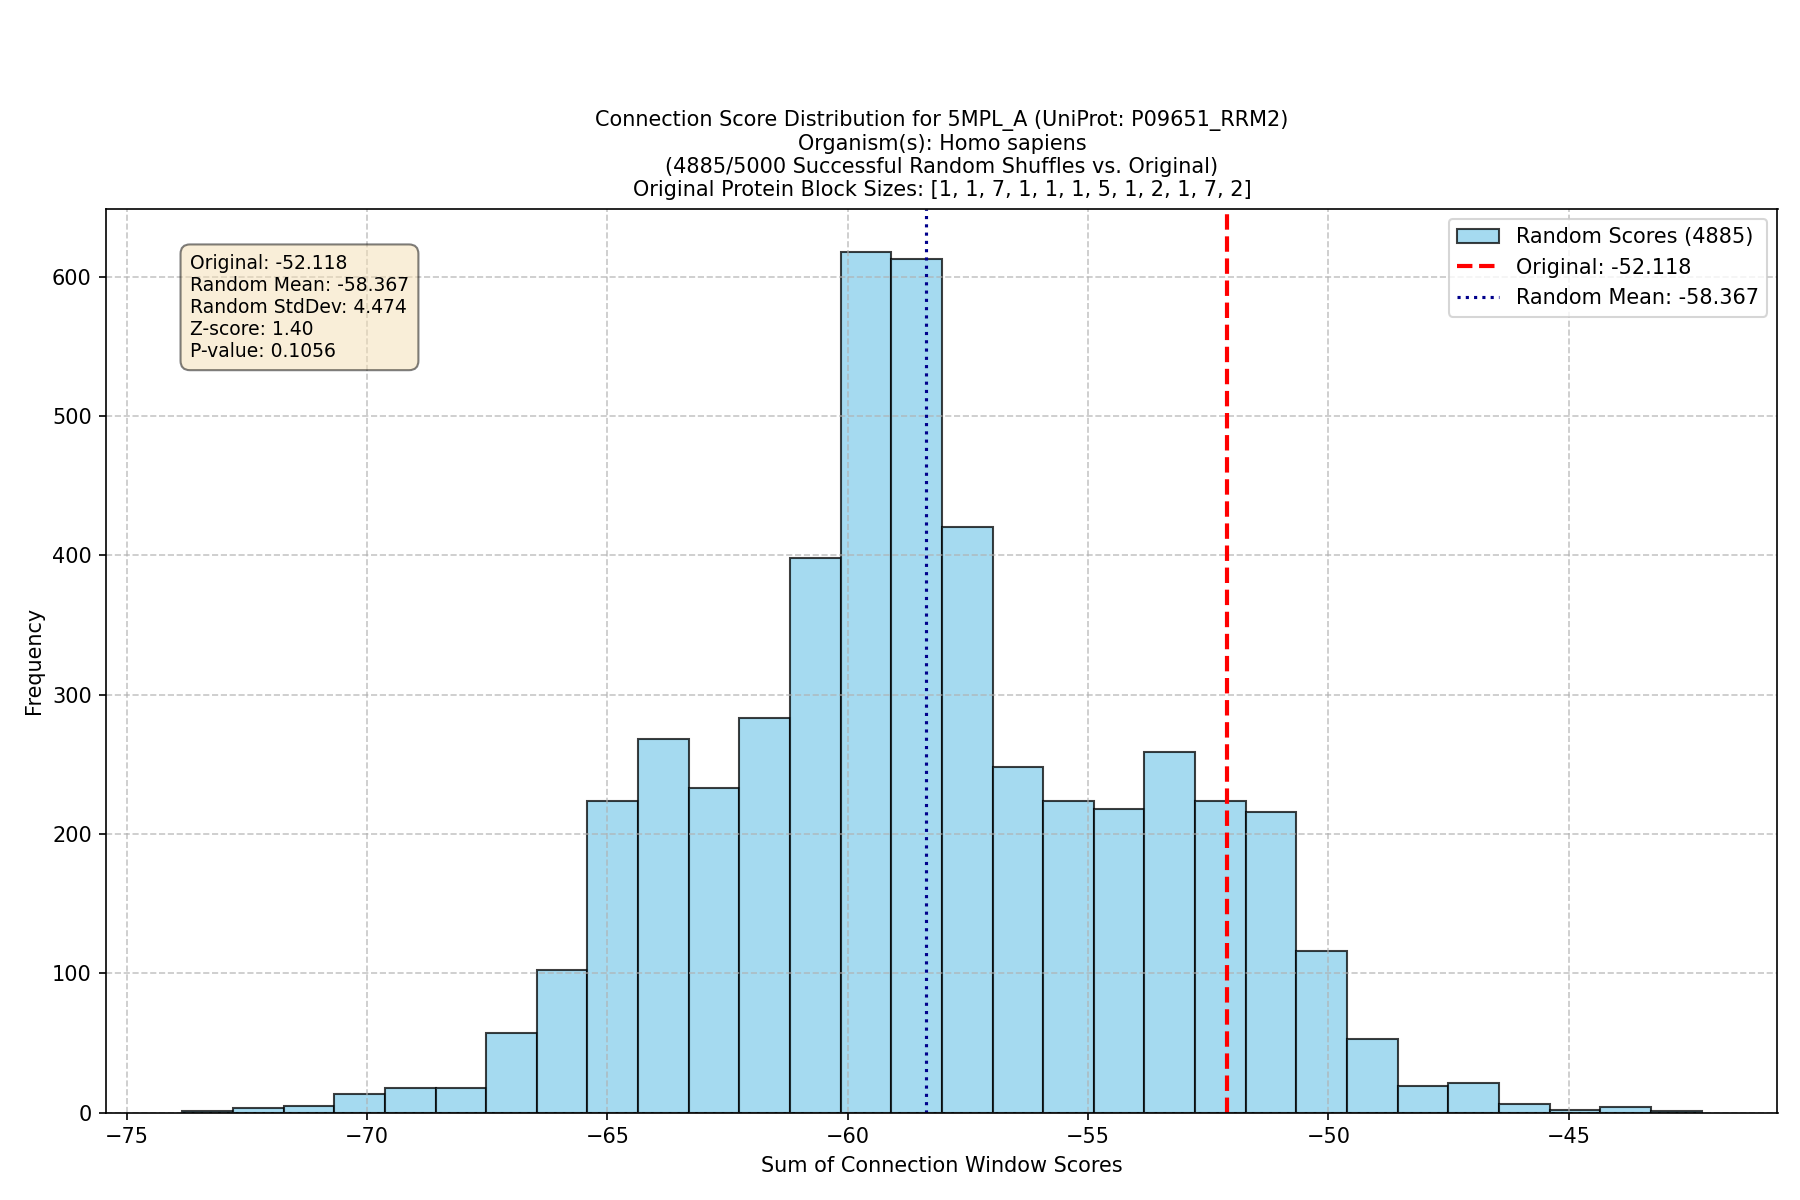 Connection Score Distribution for 5MPL_A (UniProt: P09651_RRM2)
Organism(s): Homo sapiens
(4885/5000 Successful Random Shuffles vs. Original)
Original Protein Block Sizes: [1, 1, 7, 1, 1, 1, 5, 1, 2, 1, 7, 2]
Original: -52.118
Random Mean: -58.367
Random StdDev: 4.474
Z-score: 1.40
P-value: 0.1056
Random Scores (4885)
Original: -52.118
Random Mean: -58.367
Frequency
600
500
400
300
200
100
0
−75 −70 −65 −60 −55 −50 −45
Sum of Connection Window Scores